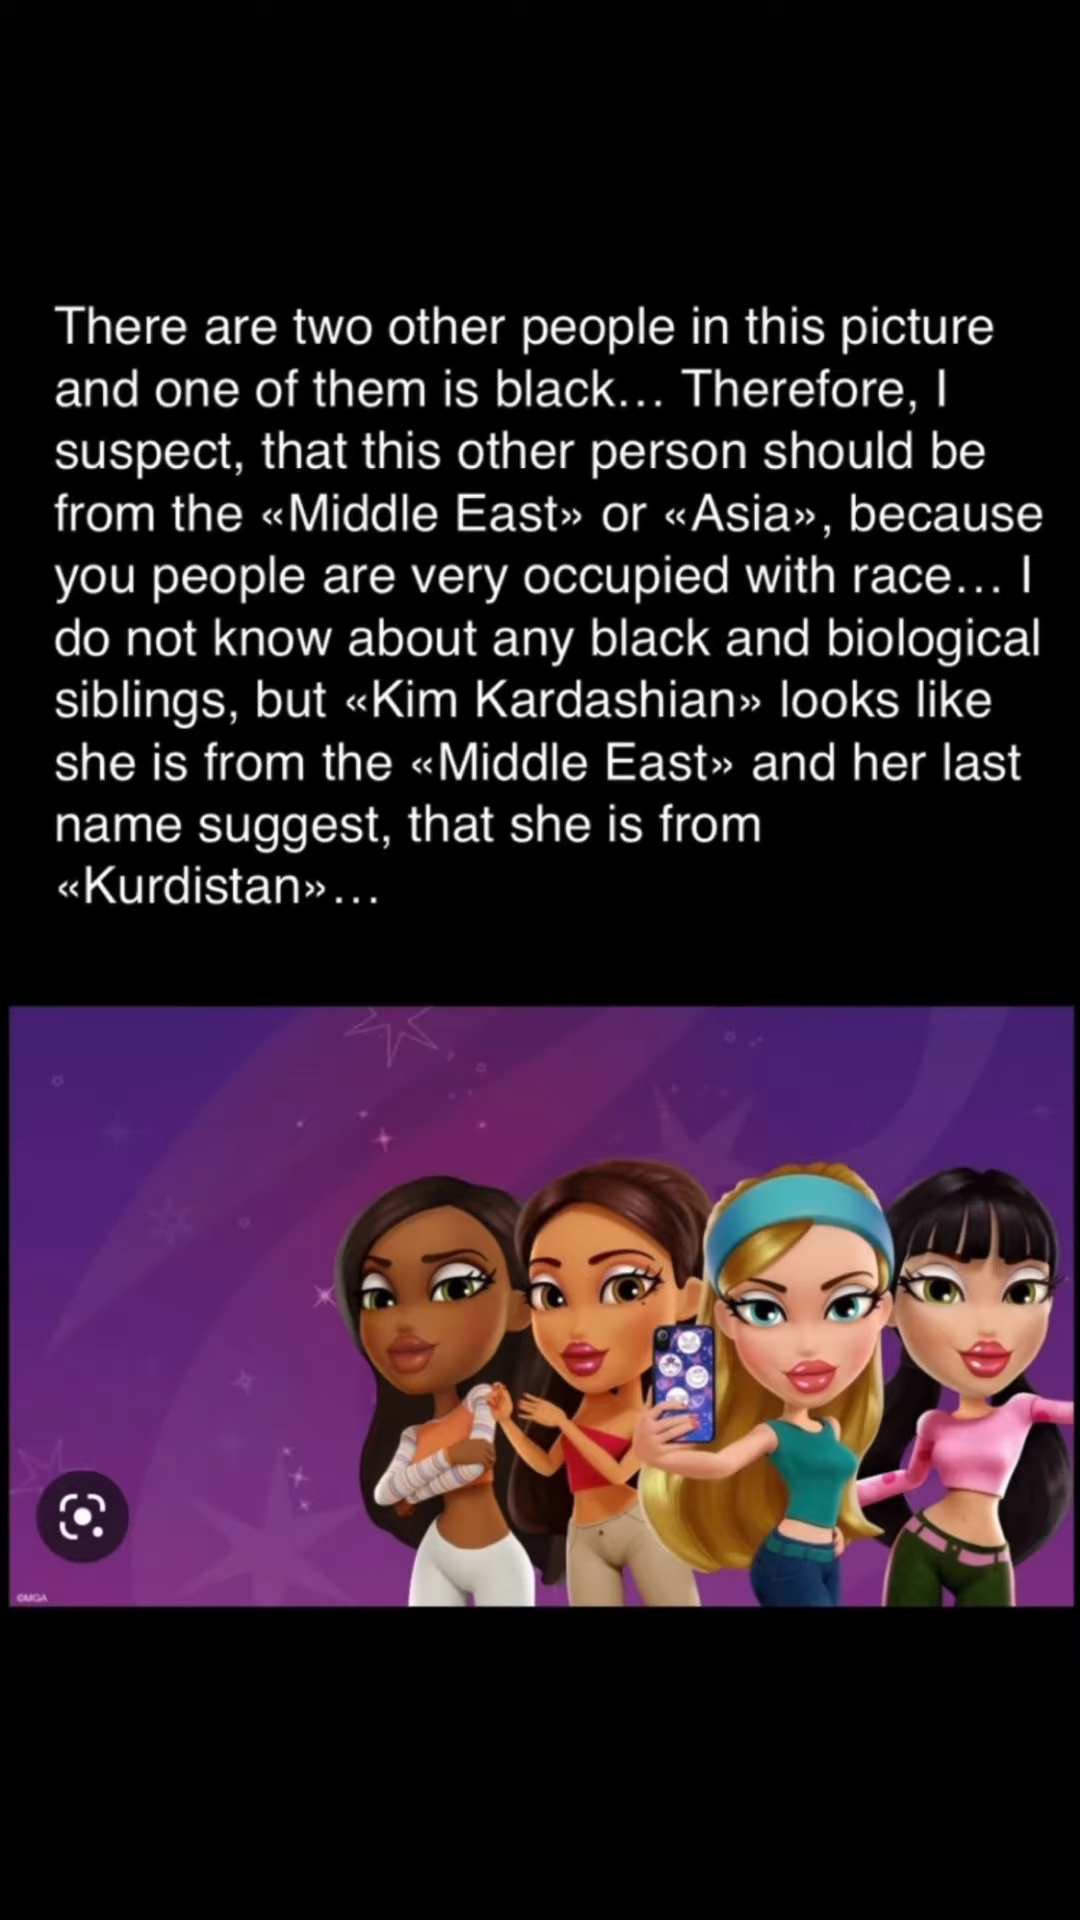 There are two other people in this picture
and one of them is black... Therefore, I
suspect, that this other person should be
from the «Middle East» or «Asia», because
you people are very occupied with race... I
do not know about any black and biological
siblings, but «Kim Kardashian» looks like
she is from the «Middle East» and her last
name suggest, that she is from
«Kurdistan»...
©MGA